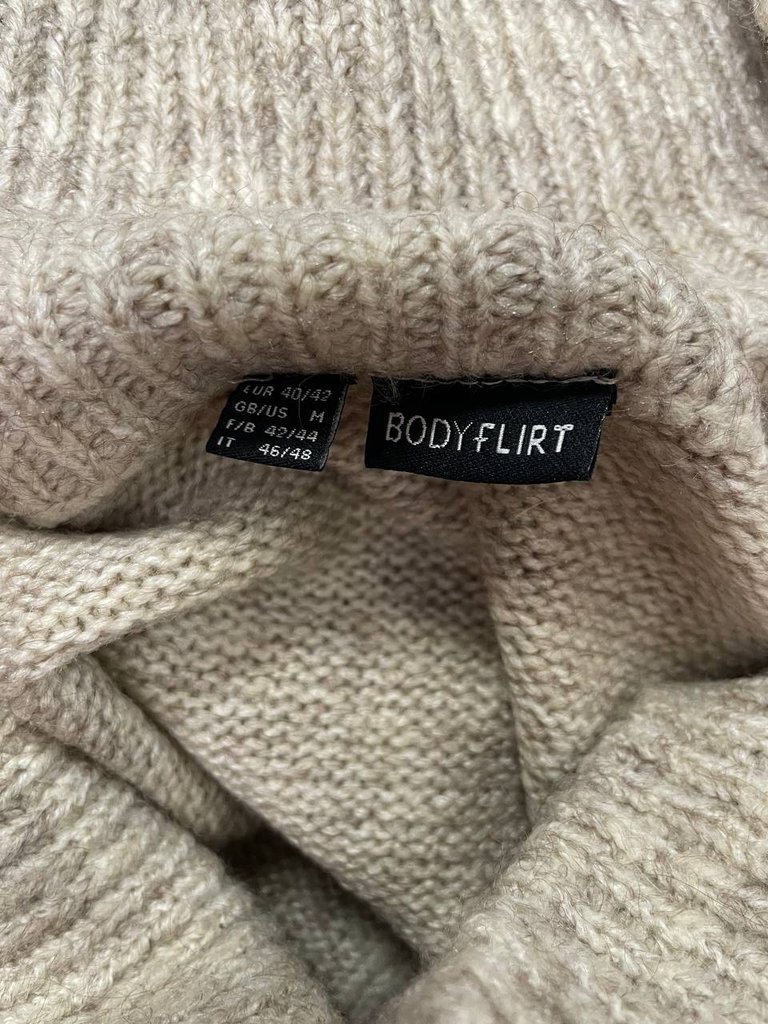 EUR 40/42
GB/US M
F/B 42/44
IT 46/48
BODYFLIRT